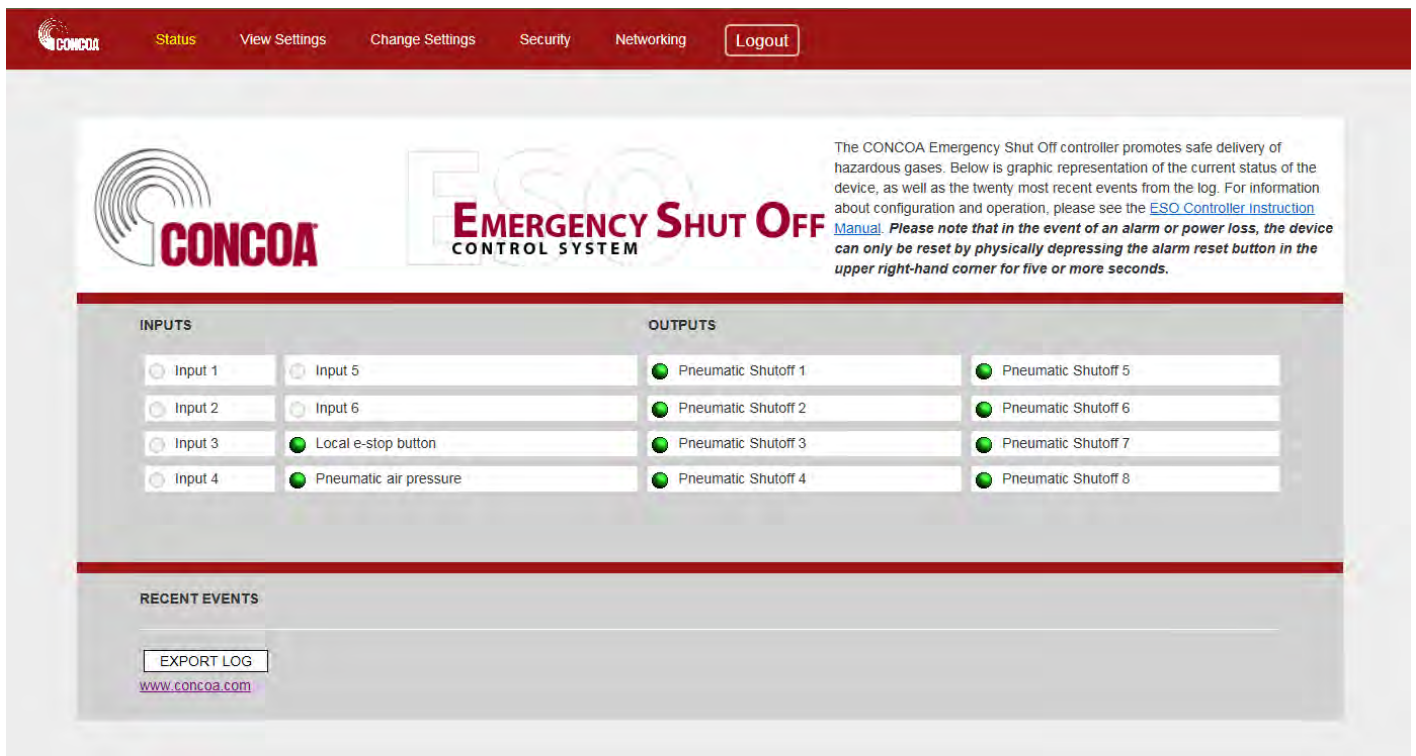 CONCOA Status View Settings Change Settings Security Networking Logout
CONCOA
ESO
EMERGENCY SHUT OFF
CONTROL SYSTEM
The CONCOA Emergency Shut Off controller promotes safe delivery of
hazardous gases. Below is graphic representation of the current status of the
device, as well as the twenty most recent events from the log. For information
about configuration and operation, please see the ESO Controller Instruction
Manual. Please note that in the event of an alarm or power loss, the device
can only be reset by physically depressing the alarm reset button in the
upper right-hand corner for five or more seconds.
INPUTS
Input 1 Input 5
Input 2 Input 6
Input 3 Local e-stop button
Input 4 Pneumatic air pressure
OUTPUTS
Pneumatic Shutoff 1 Pneumatic Shutoff 5
Pneumatic Shutoff 2 Pneumatic Shutoff 6
Pneumatic Shutoff 3 Pneumatic Shutoff 7
Pneumatic Shutoff 4 Pneumatic Shutoff 8
RECENT EVENTS
EXPORT LOG
www.concoa.com